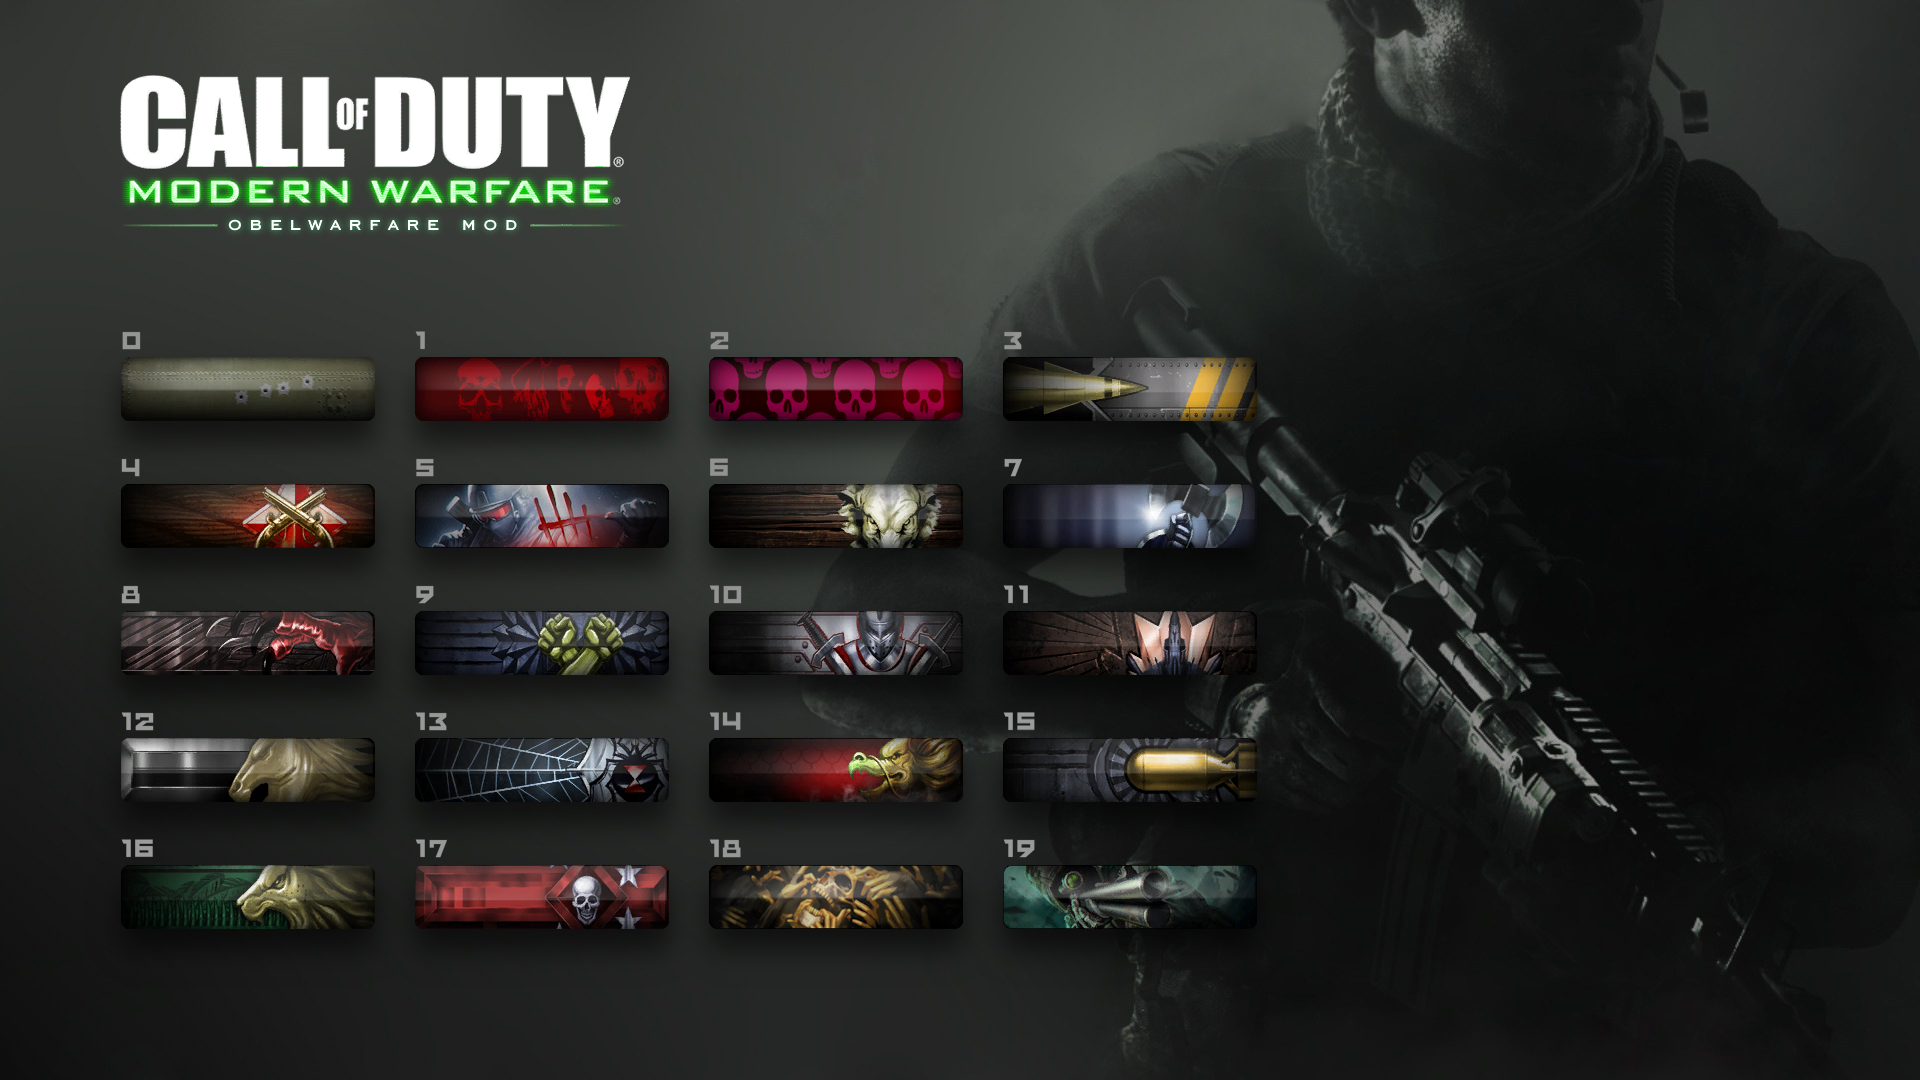 CALL OF DUTY®
MODERN WARFARE®
OBELWARFARE MOD
0 1 2 3
4 5 6 7
8 9 10 11
12 13 14 15
16 17 18 19